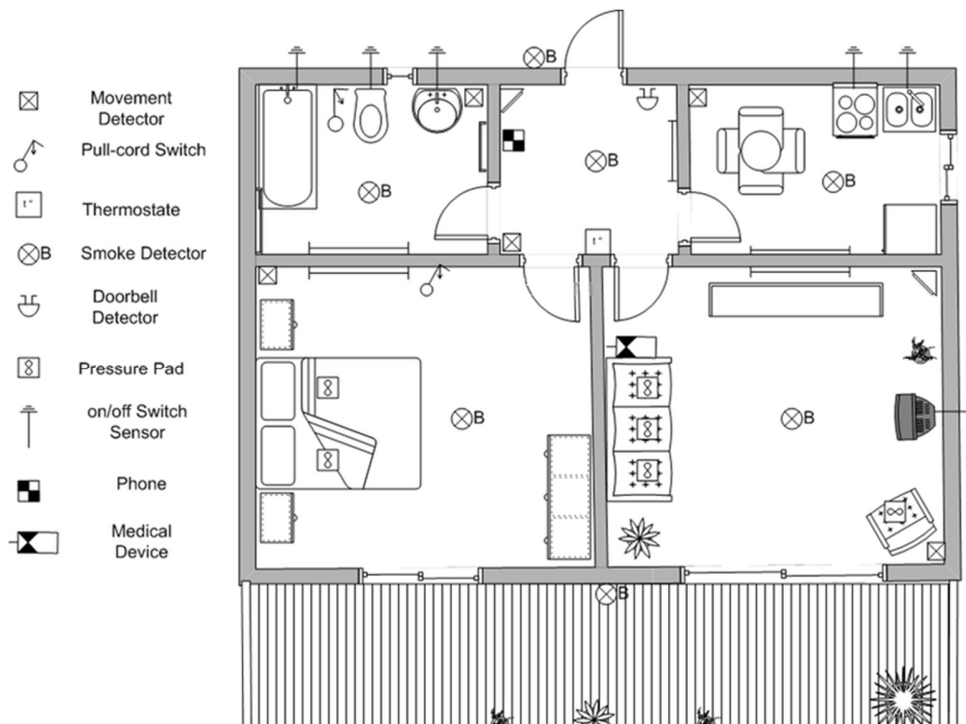 Movement
Detector
Pull-cord Switch
t°
Thermostate
B
Smoke Detector
Doorbell
Detector
Pressure Pad
on/off Switch
Sensor
Phone
Medical
Device
B
B
B
B
t°
B
B
B